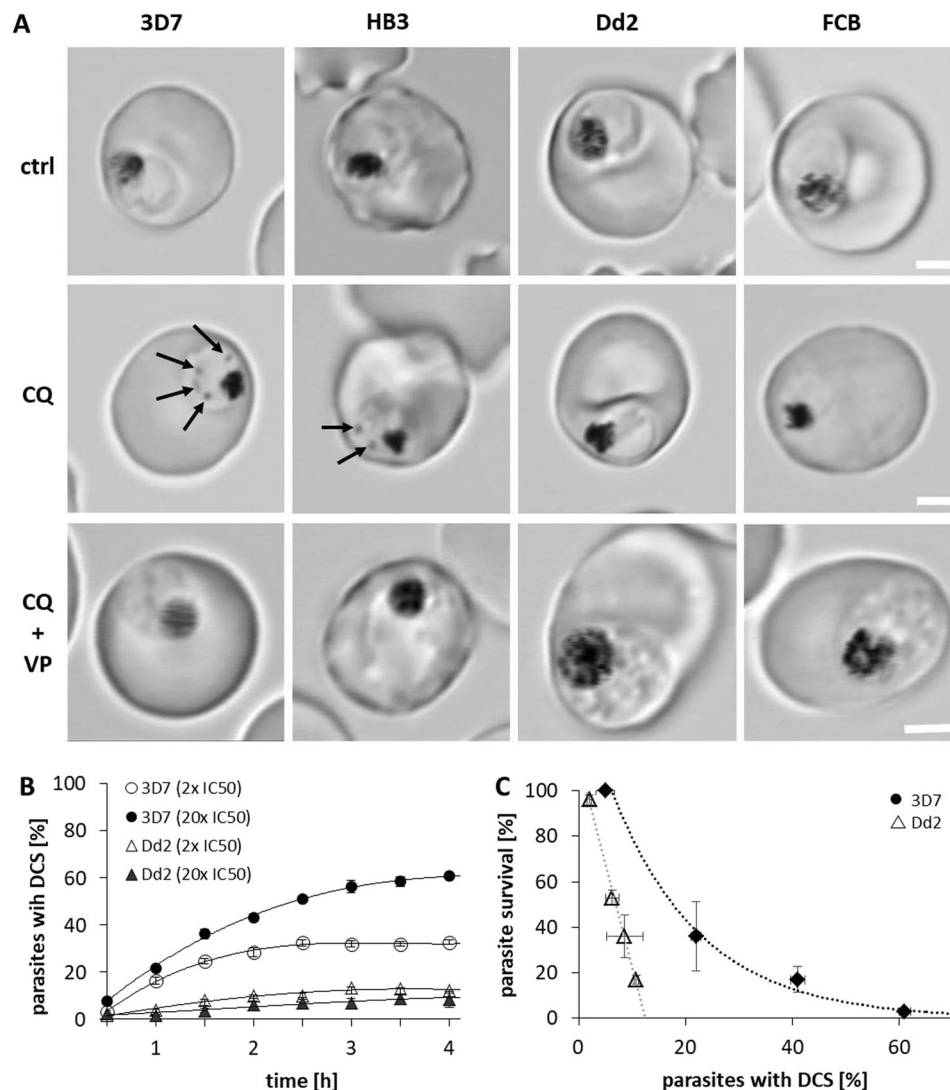 A
3D7
HB3
Dd2
FCB
ctrl
CQ
CQ
+
VP
B
100
80
60
40
20
0
parasites wih DCS [%]
3D7 (2x IC50)
3D7 (20x IC50)
Dd2 (2x IC50)
Dd2 (20x IC50)
1
2
3
4
time [h]
C
100
80
60
40
20
0
parasite survival [%]
3D7
Dd2
0
20
40
60
parasites with DCS [%]